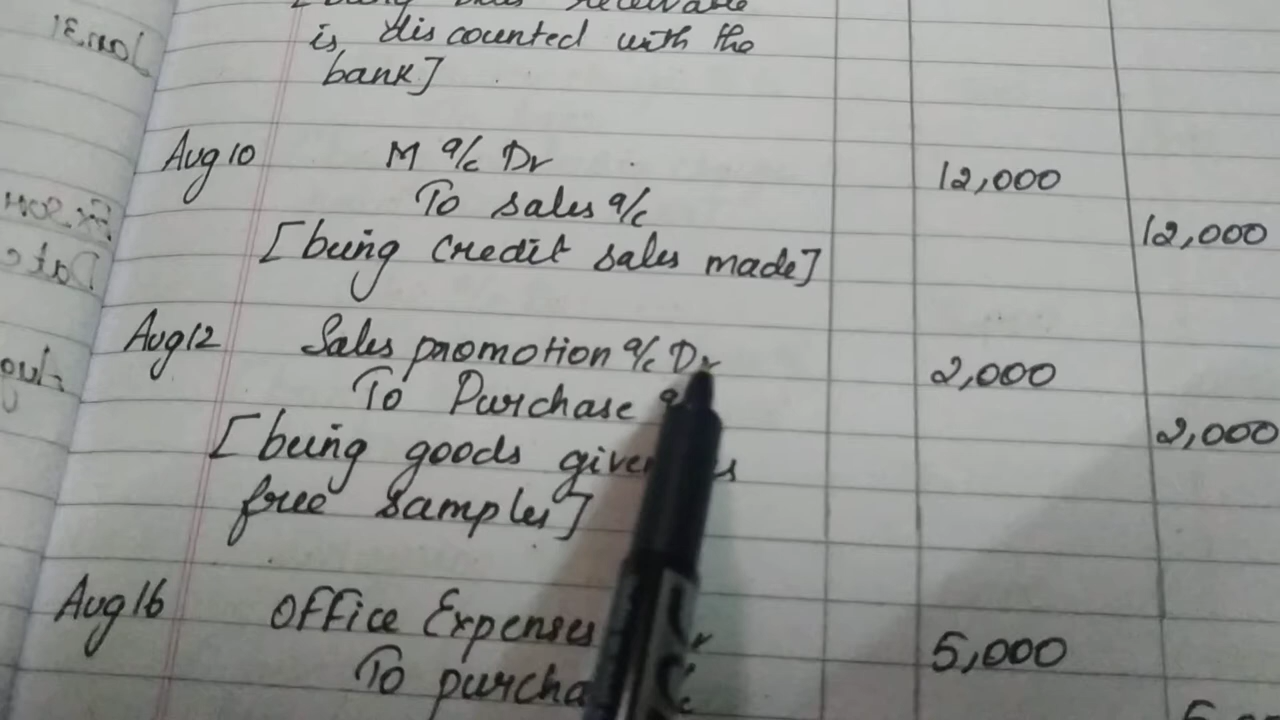 is discounted with the
bank]
Aug 10 M a/c Dr 12,000
To sales a/c 12,000
[being credit sales made]
Aug 12 Sales promotion a/c Dr 2,000
To Purchase 2,000
[being goods given
free samples]
Aug 16 Office Expenses 5,000
To